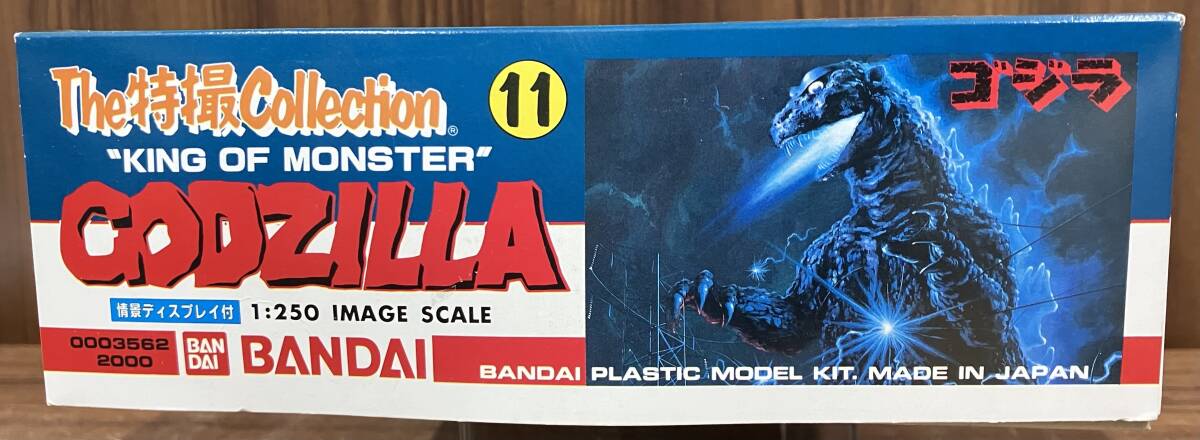 The特撮Collection®
11
"KING OF MONSTER"
GODZILLA
情景ディスプレイ付 1:250 IMAGE SCALE
0003562
2000
BAN
DAI
BANDAI
ゴジラ
BANDAI PLASTIC MODEL KIT. MADE IN JAPAN